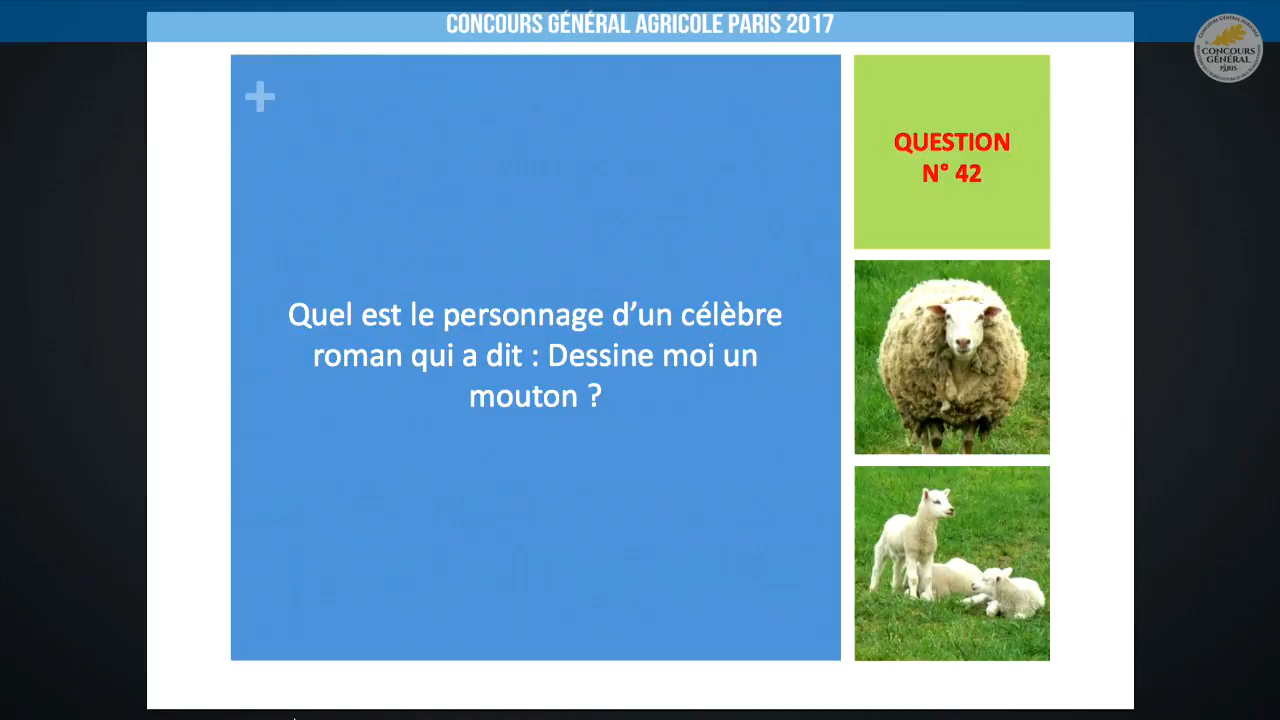 CONCOURS GÉNÉRAL AGRICOLE PARIS 2017
CONCOURS
GÉNÉRAL
PARIS
+
QUESTION
N° 42
Quel est le personnage d’un célèbre
roman qui a dit : Dessine moi un
mouton ?